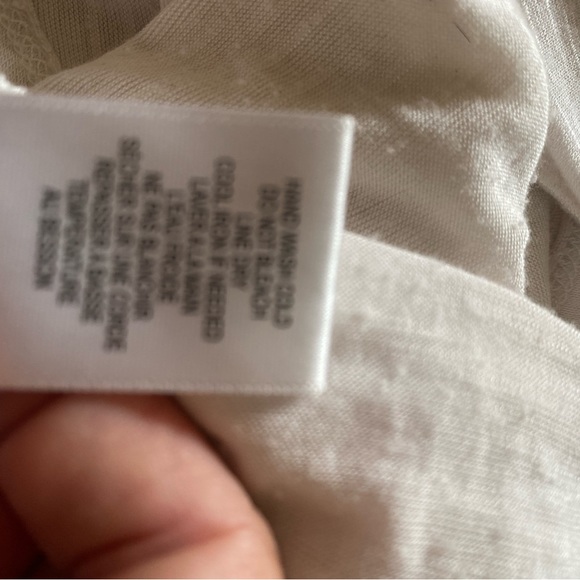 HAND WASH COLD
DO NOT BLEACH
LINE DRY
COOL IRON IF NEEDED
LAVER A LA MAIN
L'EAU FROIDE
NE PAS BLANCHIR
SÉCHER SUR UNE CORDE
REPASSER A BASSE
TEMPERATURE
AU BESOIN